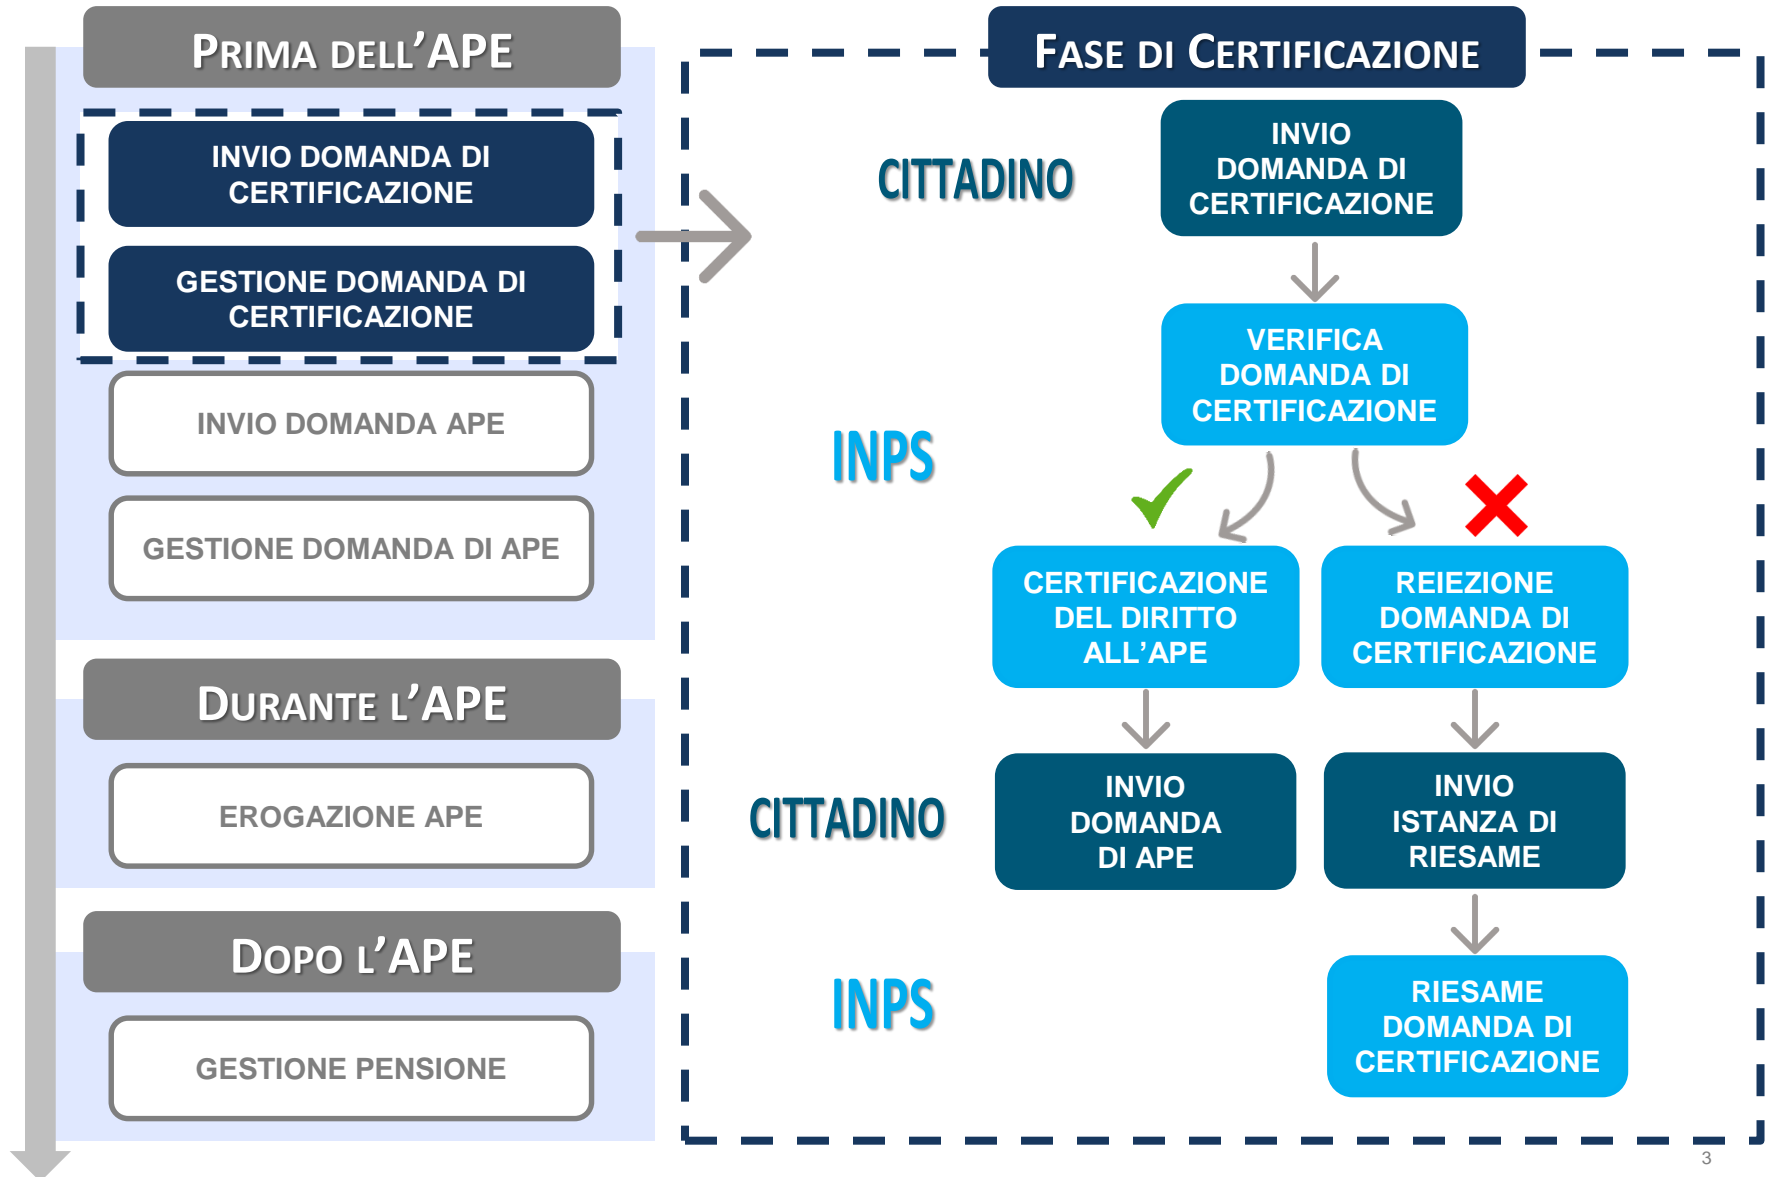 PRIMA DELL'APE
INVIO DOMANDA DI
CERTIFICAZIONE
GESTIONE DOMANDA DI
CERTIFICAZIONE
INVIO DOMANDA APE
GESTIONE DOMANDA DI APE
DURANTE L'APE
EROGAZIONE APE
DOPO L'APE
GESTIONE PENSIONE
FASE DI CERTIFICAZIONE
CITTADINO
INVIO
DOMANDA DI
CERTIFICAZIONE
INPS
VERIFICA
DOMANDA DI
CERTIFICAZIONE
CERTIFICAZIONE
DEL DIRITTO
ALL'APE
REIEZIONE
DOMANDA DI
CERTIFICAZIONE
CITTADINO
INVIO
DOMANDA
DI APE
INVIO
ISTANZA DI
RIESAME
INPS
RIESAME
DOMANDA DI
CERTIFICAZIONE
3